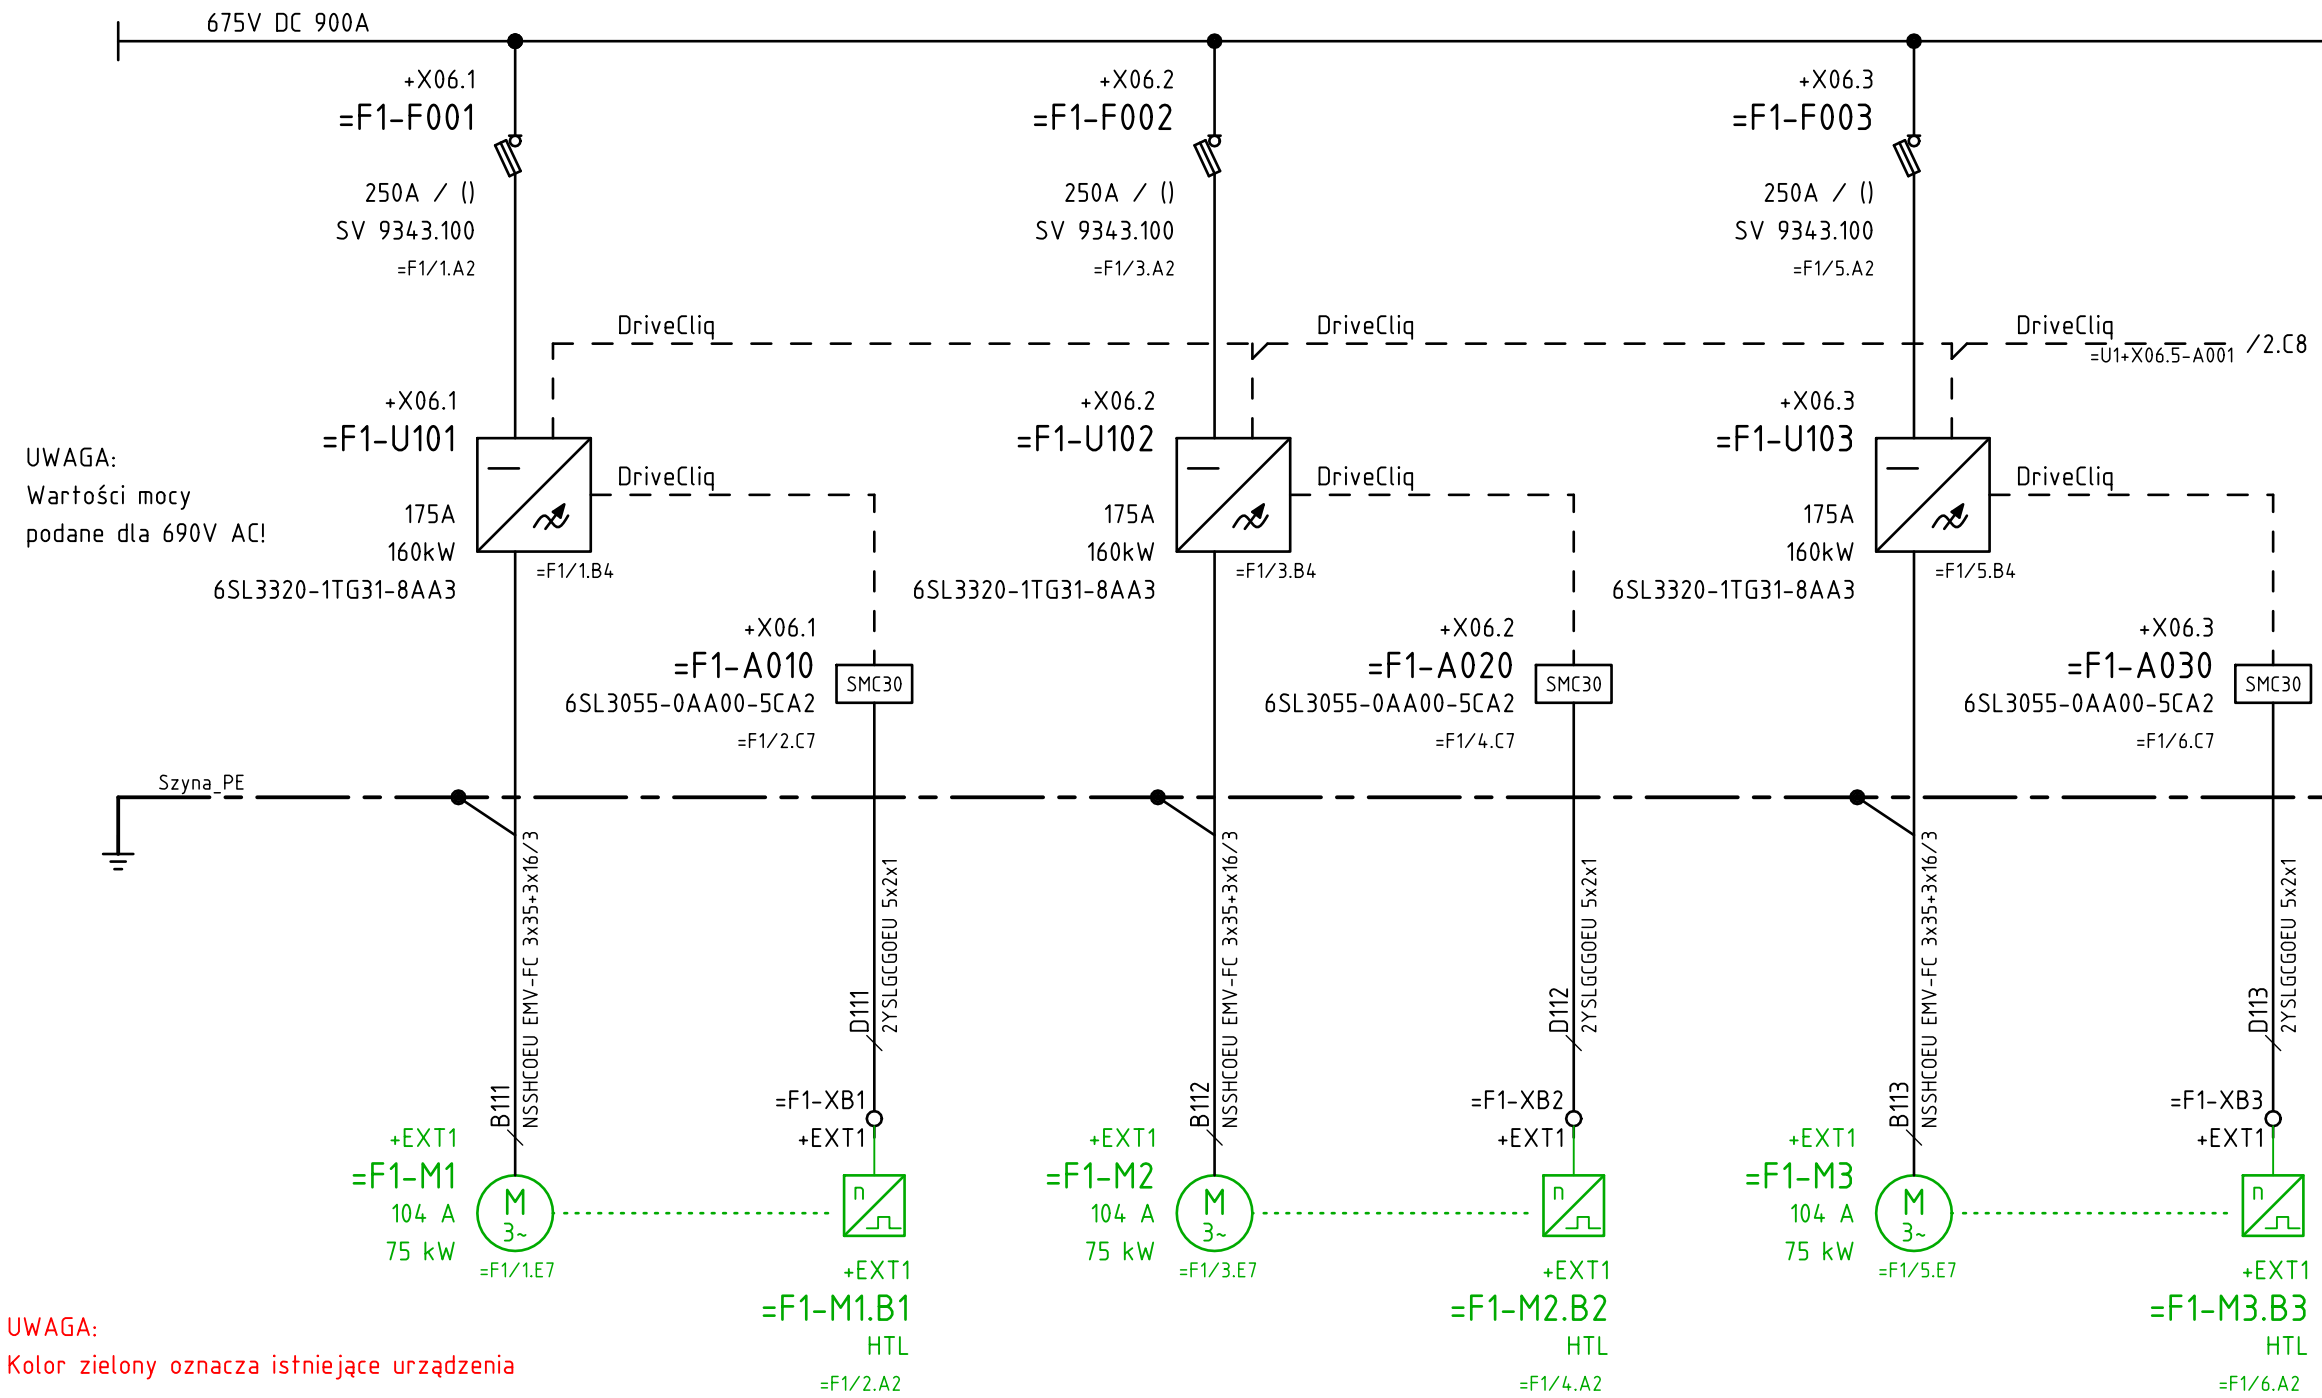 675V DC 900A
+X06.1
=F1-F001
250A / ()
SV 9343.100
=F1/1.A2
+X06.2
=F1-F002
250A / ()
SV 9343.100
=F1/3.A2
+X06.3
=F1-F003
250A / ()
SV 9343.100
=F1/5.A2
DriveCliq
DriveCliq
DriveCliq
=U1+X06.5-A001
/2.C8
UWAGA:
Wartości mocy
podane dla 690V AC!
+X06.1
=F1-U101
175A
160kW
6SL3320-1TG31-8AA3
=F1/1.B4
DriveCliq
+X06.2
=F1-U102
175A
160kW
6SL3320-1TG31-8AA3
=F1/3.B4
DriveCliq
+X06.3
=F1-U103
175A
160kW
6SL3320-1TG31-8AA3
=F1/5.B4
DriveCliq
+X06.1
=F1-A010
6SL3055-0AA00-5CA2
=F1/2.C7
SMC30
+X06.2
=F1-A020
6SL3055-0AA00-5CA2
=F1/4.C7
SMC30
+X06.3
=F1-A030
6SL3055-0AA00-5CA2
=F1/6.C7
SMC30
Szyna_PE
B111
NSSHCOEU EMV-FC 3x35+3x16/3
D111
2YSLGCGOEU 5x2x1
B112
NSSHCOEU EMV-FC 3x35+3x16/3
D112
2YSLGCGOEU 5x2x1
B113
NSSHCOEU EMV-FC 3x35+3x16/3
D113
2YSLGCGOEU 5x2x1
=F1-XB1
+EXT1
=F1-XB2
+EXT1
=F1-XB3
+EXT1
+EXT1
=F1-M1
104 A
75 kW
M
3~
=F1/1.E7
n
+EXT1
=F1-M1.B1
HTL
=F1/2.A2
+EXT1
=F1-M2
104 A
75 kW
M
3~
=F1/3.E7
n
+EXT1
=F1-M2.B2
HTL
=F1/4.A2
+EXT1
=F1-M3
104 A
75 kW
M
3~
=F1/5.E7
n
+EXT1
=F1-M3.B3
HTL
=F1/6.A2
UWAGA:
Kolor zielony oznacza istniejące urządzenia